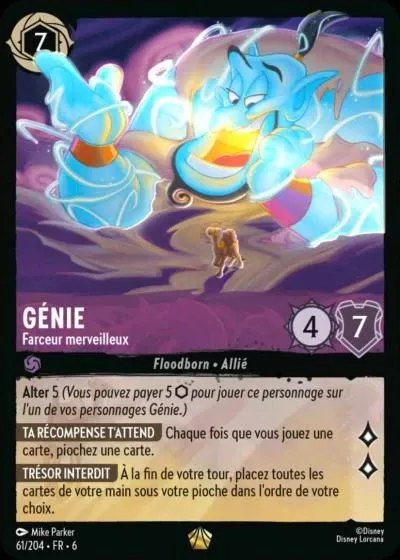 7
GÉNIE
Farceur merveilleux
4
7
Floodborn • Allié
Alter 5 (Vous pouvez payer 5 ⬡ pour jouer ce personnage sur
l'un de vos personnages Génie.)
TA RÉCOMPENSE T'ATTEND Chaque fois que vous jouez une
carte, piochez une carte.
TRÉSOR INTERDIT À la fin de votre tour, placez toutes les
cartes de votre main sous votre pioche dans l'ordre de votre
choix.
Mike Parker
61/204 • FR • 6
©Disney
Disney Lorcana